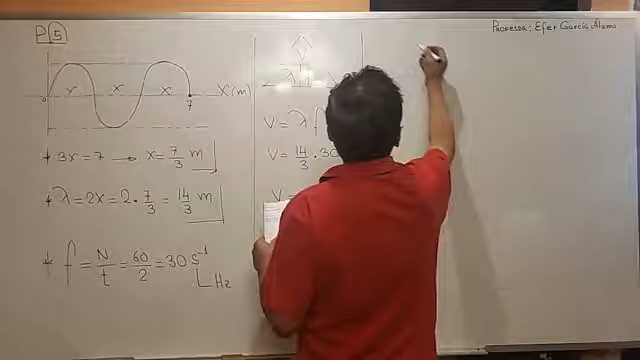 P 5
PROFESOR: Efer García Álamo
x x x
0 7 X(m)
3x = 7 → x = 7/3 m
λ = 2x = 2 · 7/3 = 14/3 m
f = N/t = 60/2 = 30 s⁻¹
Hz
V
λ
V = λ f
V = 14/3 · 30
V =